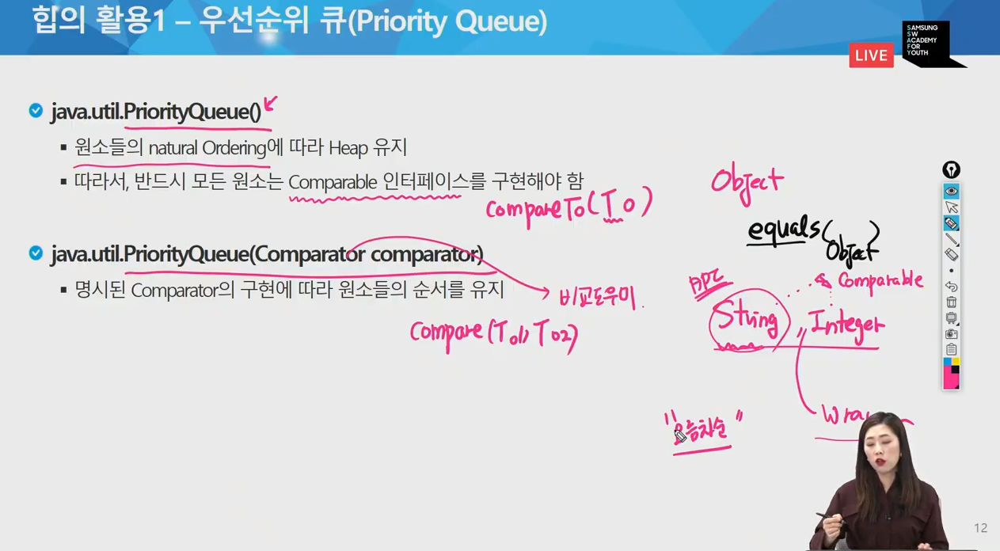 힙의 활용1 – 우선순위 큐(Priority Queue)
SAMSUNG
SW
ACADEMY
FOR
YOUTH
LIVE
java.util.PriorityQueue()
▪ 원소들의 natural Ordering에 따라 Heap 유지
▪ 따라서, 반드시 모든 원소는 Comparable 인터페이스를 구현해야 함
compareTo(T o)
Object
equals(Object)
java.util.PriorityQueue(Comparator comparator)
▪ 명시된 Comparator의 구현에 따라 원소들의 순서를 유지
비교도우미.
Compare(T o1, T o2)
Comparable
API
String
Integer
"요능차순"
Wra
12